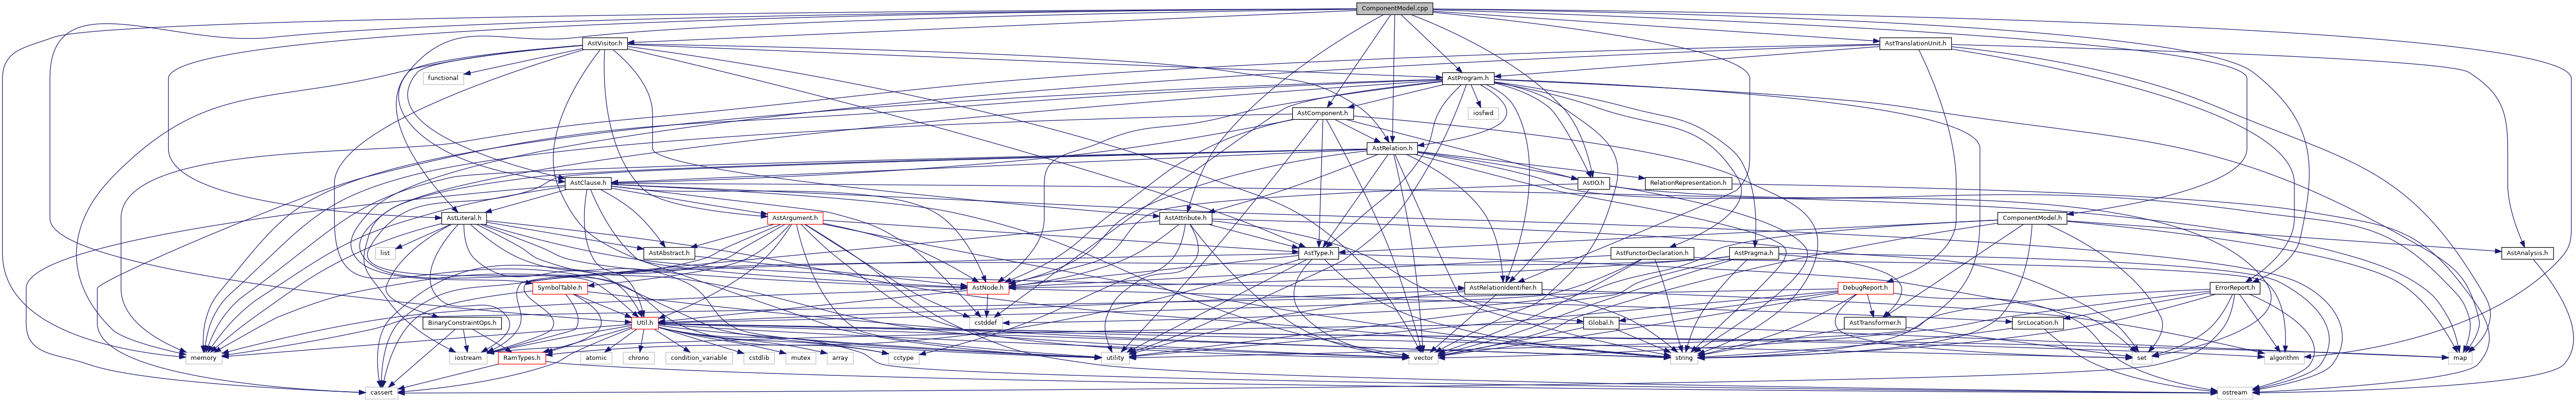 ComponentModel.cpp
AstVisitor.h
AstTranslationUnit.h
functional
AstProgram.h
AstComponent.h
iosfwd
AstRelation.h
AstClause.h
AstIO.h
RelationRepresentation.h
AstLiteral.h
AstArgument.h
AstAttribute.h
ComponentModel.h
list
AstAbstract.h
AstType.h
AstFunctorDeclaration.h
AstPragma.h
AstAnalysis.h
SymbolTable.h
AstNode.h
AstRelationIdentifier.h
DebugReport.h
ErrorReport.h
BinaryConstraintOps.h
Util.h
cstddef
Global.h
AstTransformer.h
SrcLocation.h
memory
iostream
RamTypes.h
atomic
chrono
condition_variable
cstdlib
mutex
array
cctype
utility
vector
string
set
algorithm
map
cassert
ostream